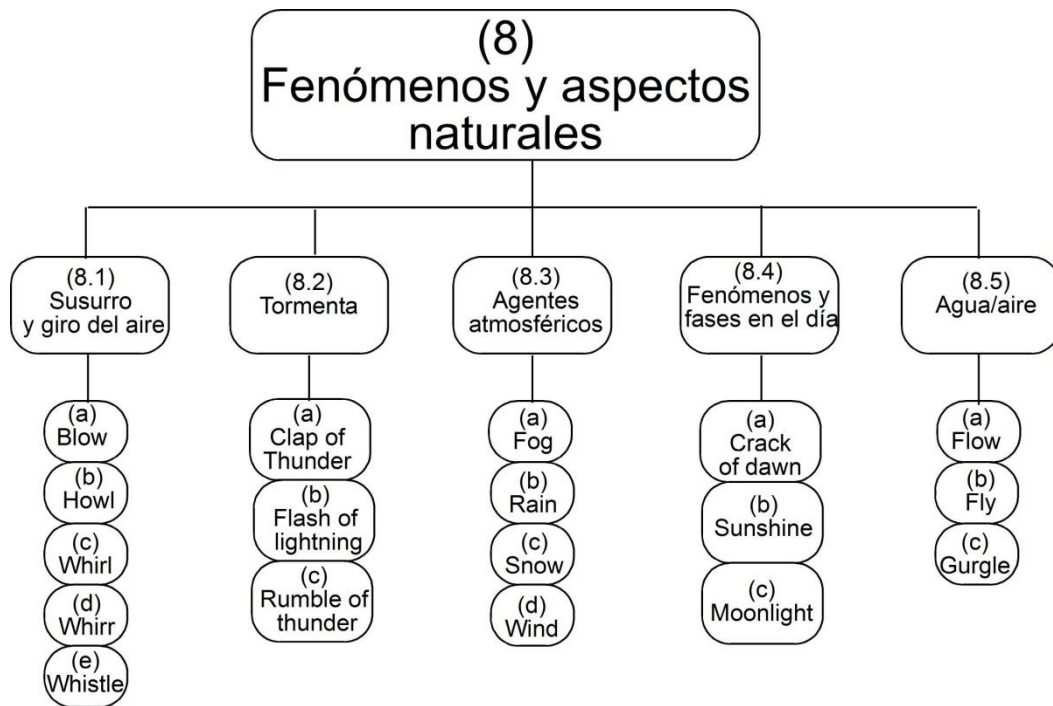 (8)
Fenómenos y aspectos
naturales
(8.1)
Susurro
y giro del aire
(a)
Blow
(b)
Howl
(c)
Whirl
(d)
Whirr
(e)
Whistle
(8.2)
Tormenta
(a)
Clap of
Thunder
(b)
Flash of
lightning
(c)
Rumble of
thunder
(8.3)
Agentes
atmosféricos
(a)
Fog
(b)
Rain
(c)
Snow
(d)
Wind
(8.4)
Fenómenos y
fases en el día
(a)
Crack
of dawn
(b)
Sunshine
(c)
Moonlight
(8.5)
Agua/aire
(a)
Flow
(b)
Fly
(c)
Gurgle